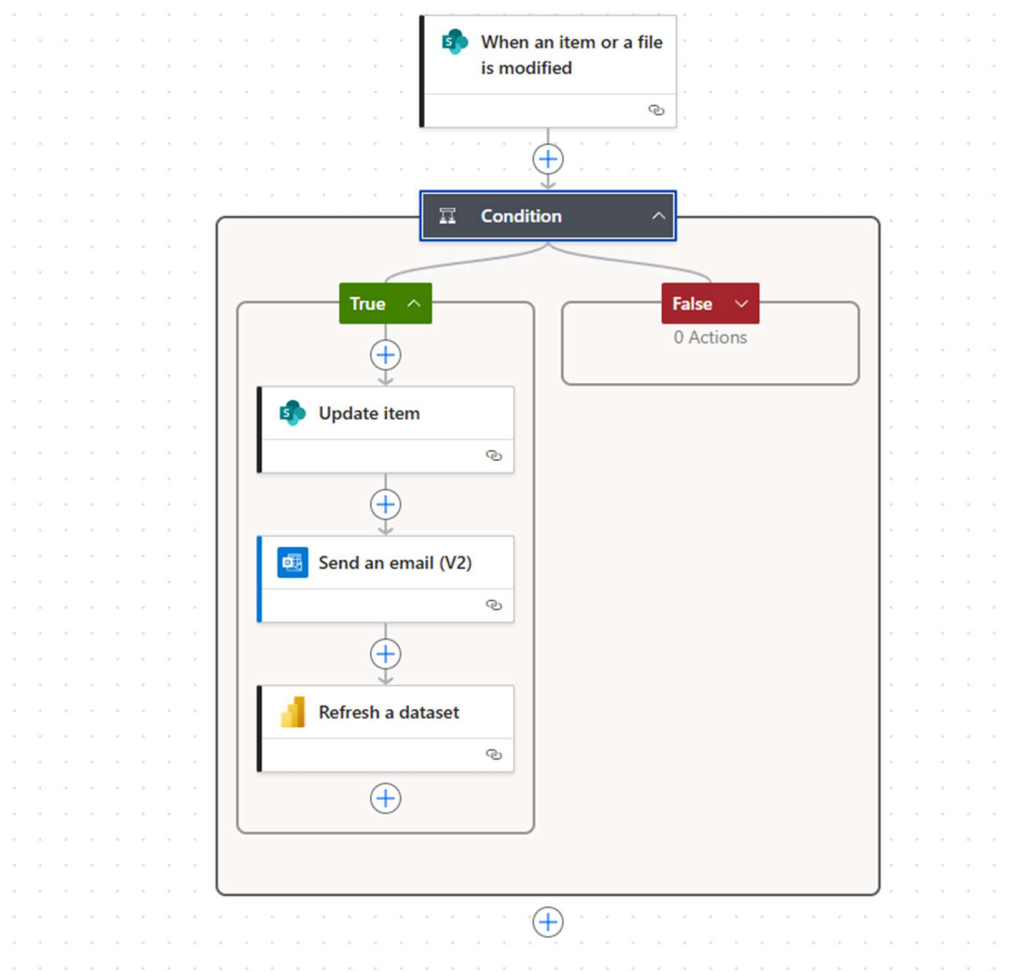 When an item or a file
is modified
Condition
True
False
0 Actions
Update item
Send an email (V2)
Refresh a dataset